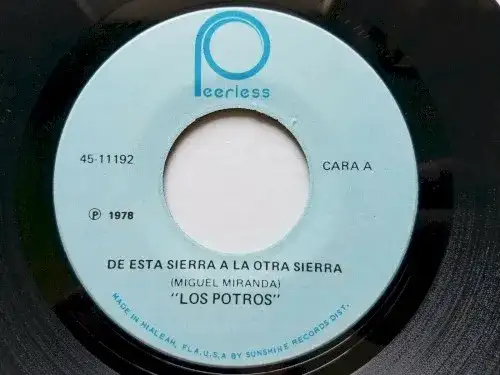 Peerless
45-11192
CARA A
℗ 1978
DE ESTA SIERRA A LA OTRA SIERRA
(MIGUEL MIRANDA)
"LOS POTROS"
MADE IN HIALEAH, FLA. U.S.A BY SUNSHINE RECORDS DIST.